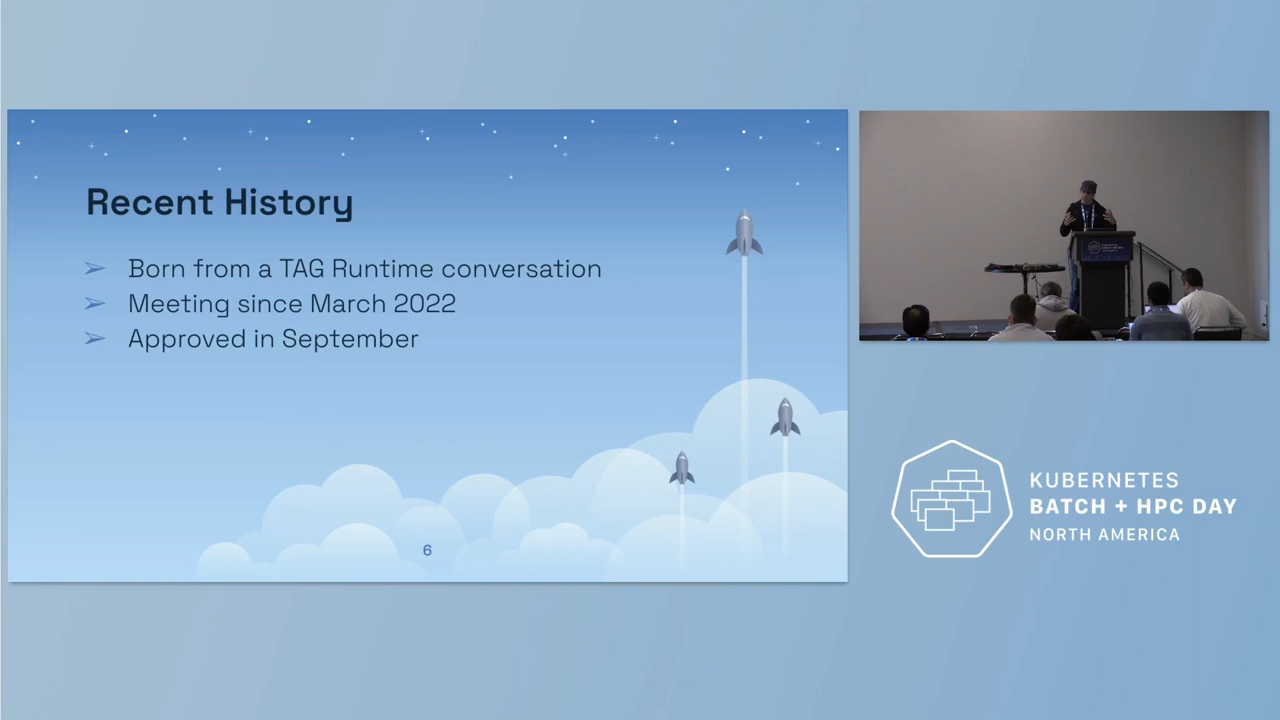 Recent History
➢ Born from a TAG Runtime conversation
➢ Meeting since March 2022
➢ Approved in September
6
KUBERNETES
BATCH + HPC DAY
NORTH AMERICA